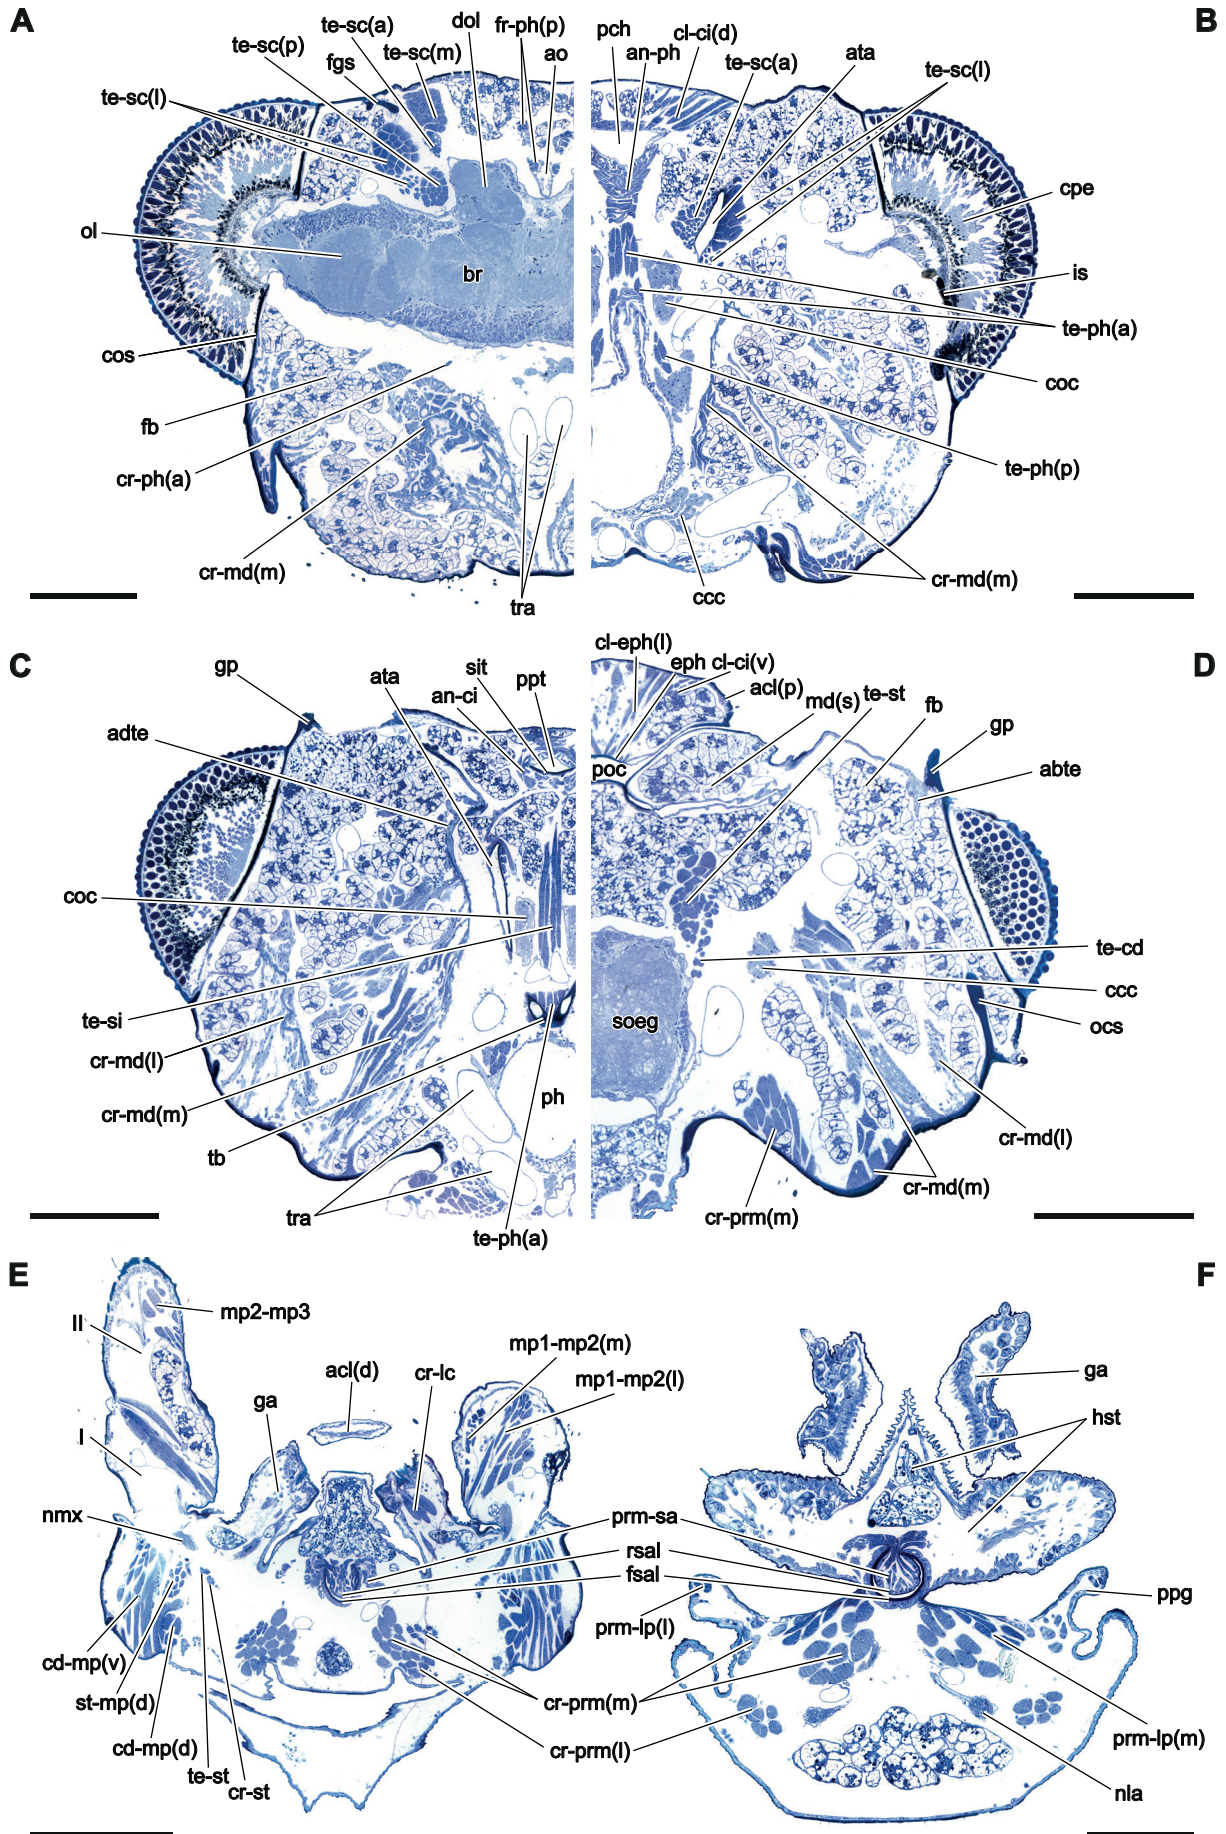 A
te-sc(a)
dol
fr-ph(p)
te-sc(p)
te-sc(m)
ao
fgs
te-sc(l)
ol
br
cos
fb
cr-ph(a)
cr-md(m)
tra
B
pch
cl-ci(d)
an-ph
te-sc(a)
ata
te-sc(l)
cpe
is
te-ph(a)
coc
te-ph(p)
cr-md(m)
ccc
C
gp
ata
sit
an-ci
ppt
adte
coc
te-si
cr-md(l)
cr-md(m)
tb
ph
tra
te-ph(a)
D
cl-eph(l)
eph cl-ci(v)
acl(p)
md(s)
te-st
fb
gp
poc
abte
te-cd
ccc
soeg
ocs
cr-md(l)
cr-md(m)
cr-prm(m)
E
mp2-mp3
II
mp1-mp2(m)
acl(d)
cr-lc
mp1-mp2(l)
ga
I
nmx
prm-sa
rsal
fsal
cd-mp(v)
st-mp(d)
cd-mp(d)
te-st
cr-st
cr-prm(m)
cr-prm(l)
F
ga
hst
ppg
prm-lp(l)
prm-lp(m)
nla